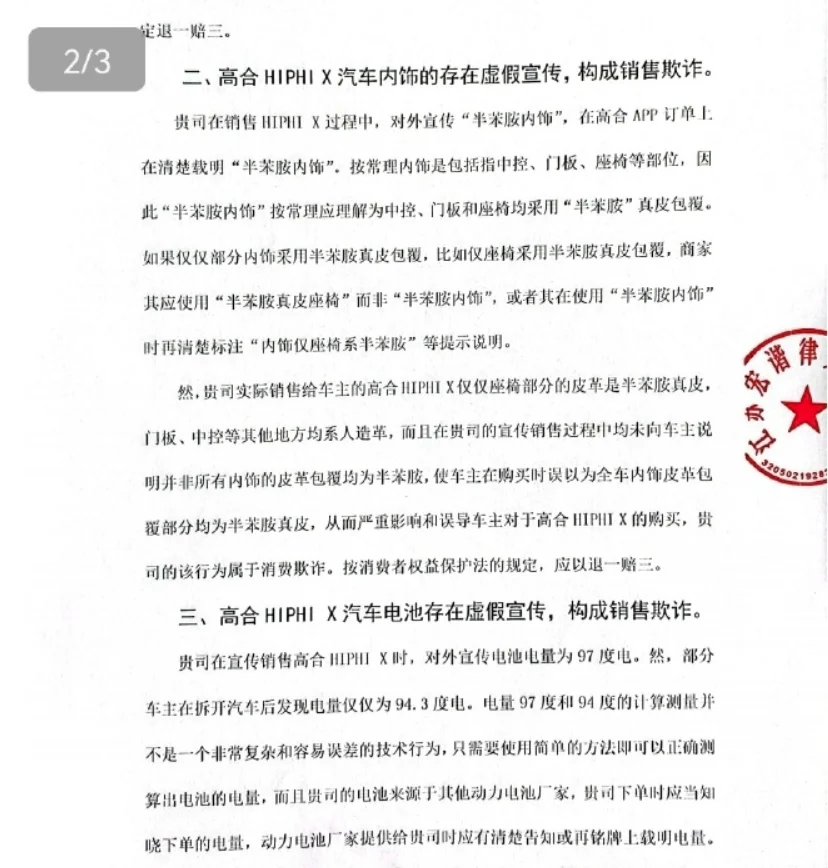 定退一赔三。
2/3
二、高合 HIPHI X 汽车内饰的存在虚假宣传，构成销售欺诈。
贵司在销售 HIPHI X 过程中，对外宣传“半苯胺内饰”，在高合 APP 订单上
在清楚载明“半苯胺内饰”。按常理内饰是包括指中控、门板、座椅等部位，因
此“半苯胺内饰”按常理应理解为中控、门板和座椅均采用“半苯胺”真皮包覆。
如果仅仅部分内饰采用半苯胺真皮包覆，比如仅座椅采用半苯胺真皮包覆，商家
其应使用“半苯胺真皮座椅”而非“半苯胺内饰”，或者其在使用“半苯胺内饰”
时再清楚标注“内饰仅座椅系半苯胺”等提示说明。
然，贵司实际销售给车主的高合 HIPHI X 仅仅座椅部分的皮革是半苯胺真皮，
门板、中控等其他地方均系人造革，而且在贵司的宣传销售过程中均未向车主说
明并非所有内饰的皮革包覆均为半苯胺，使车主在购买时误以为全车内饰皮革包
覆部分均为半苯胺真皮，从而严重影响和误导车主对于高合 HIPHI X 的购买，贵
司的该行为属于消费欺诈。按消费者权益保护法的规定，应以退一赔三。
三、高合 HIPHI X 汽车电池存在虚假宣传，构成销售欺诈。
贵司在宣传销售高合 HIPHI X 时，对外宣传电池电量为 97 度电。然，部分
车主在拆开汽车后发现电量仅仅为 94.3 度电。电量 97 度和 94 度的计算测量并
不是一个非常复杂和容易误差的技术行为，只需要使用简单的方法即可以正确测
算出电池的电量，而且贵司的电池来源于其他动力电池厂家，贵司下单时应当知
晓下单的电量，动力电池厂家提供给贵司时应有清楚告知或再铭牌上载明电量。
江苏宏谐律